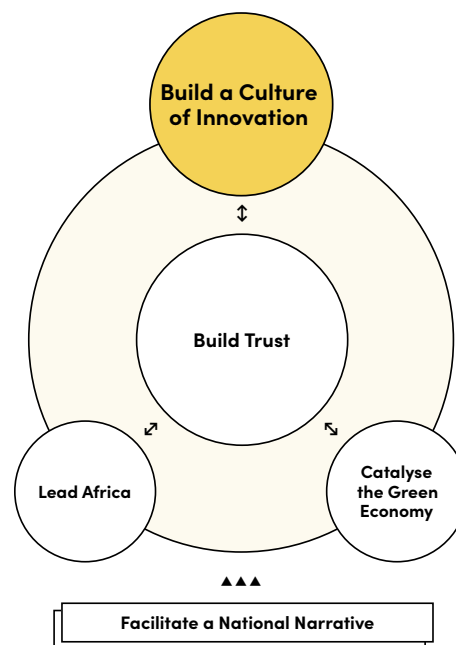 Build a Culture
of Innovation
Build Trust
Lead Africa
Catalyse
the Green
Economy
Facilitate a National Narrative